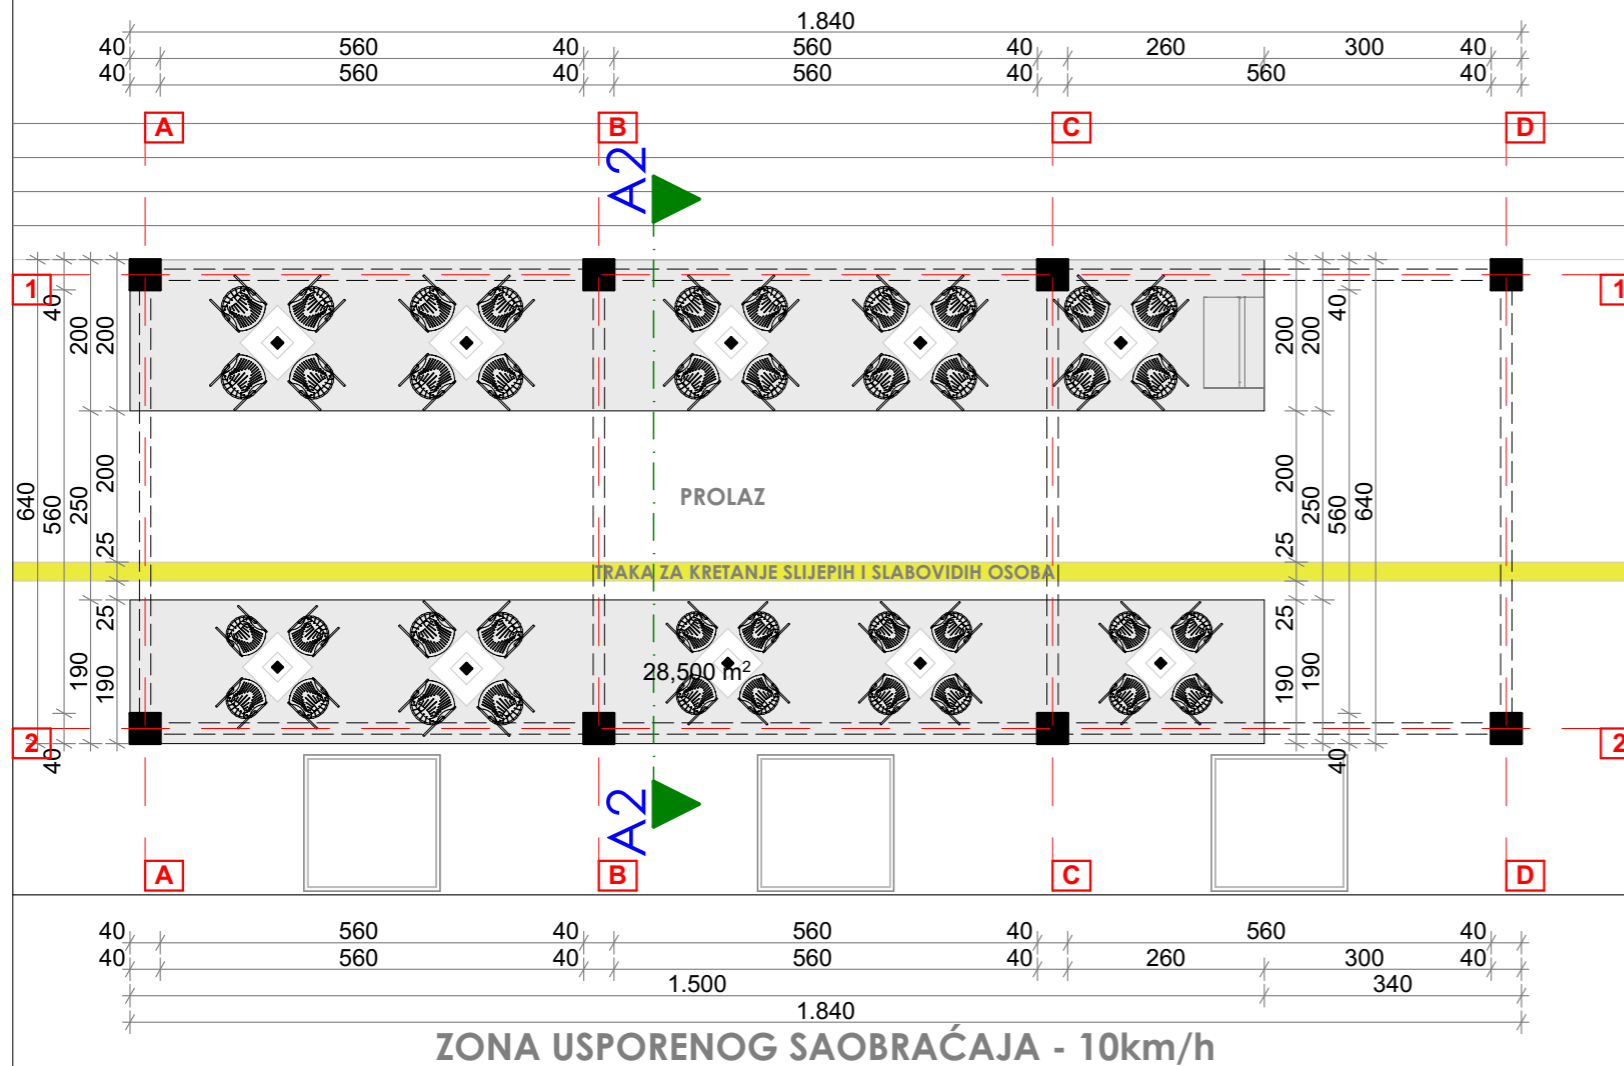 1.840
40 560 40 560 40 260 300 40
40 560 40 560 40 560 40
A B C D
A2
1 1
40 200 200 200 200 40
640 560 250 200 200 250 560 640
PROLAZ
25 25
TRAKA ZA KRETANJE SLIJEPIH I SLABOVIDIH OSOBA
25 25
190 190 190 190
28,500 m²
2 2
40 40
A2
A B C D
40 560 40 560 40 560 40
40 560 40 560 40 260 300 40
1.500 340
1.840
ZONA USPORENOG SAOBRAĆAJA - 10km/h